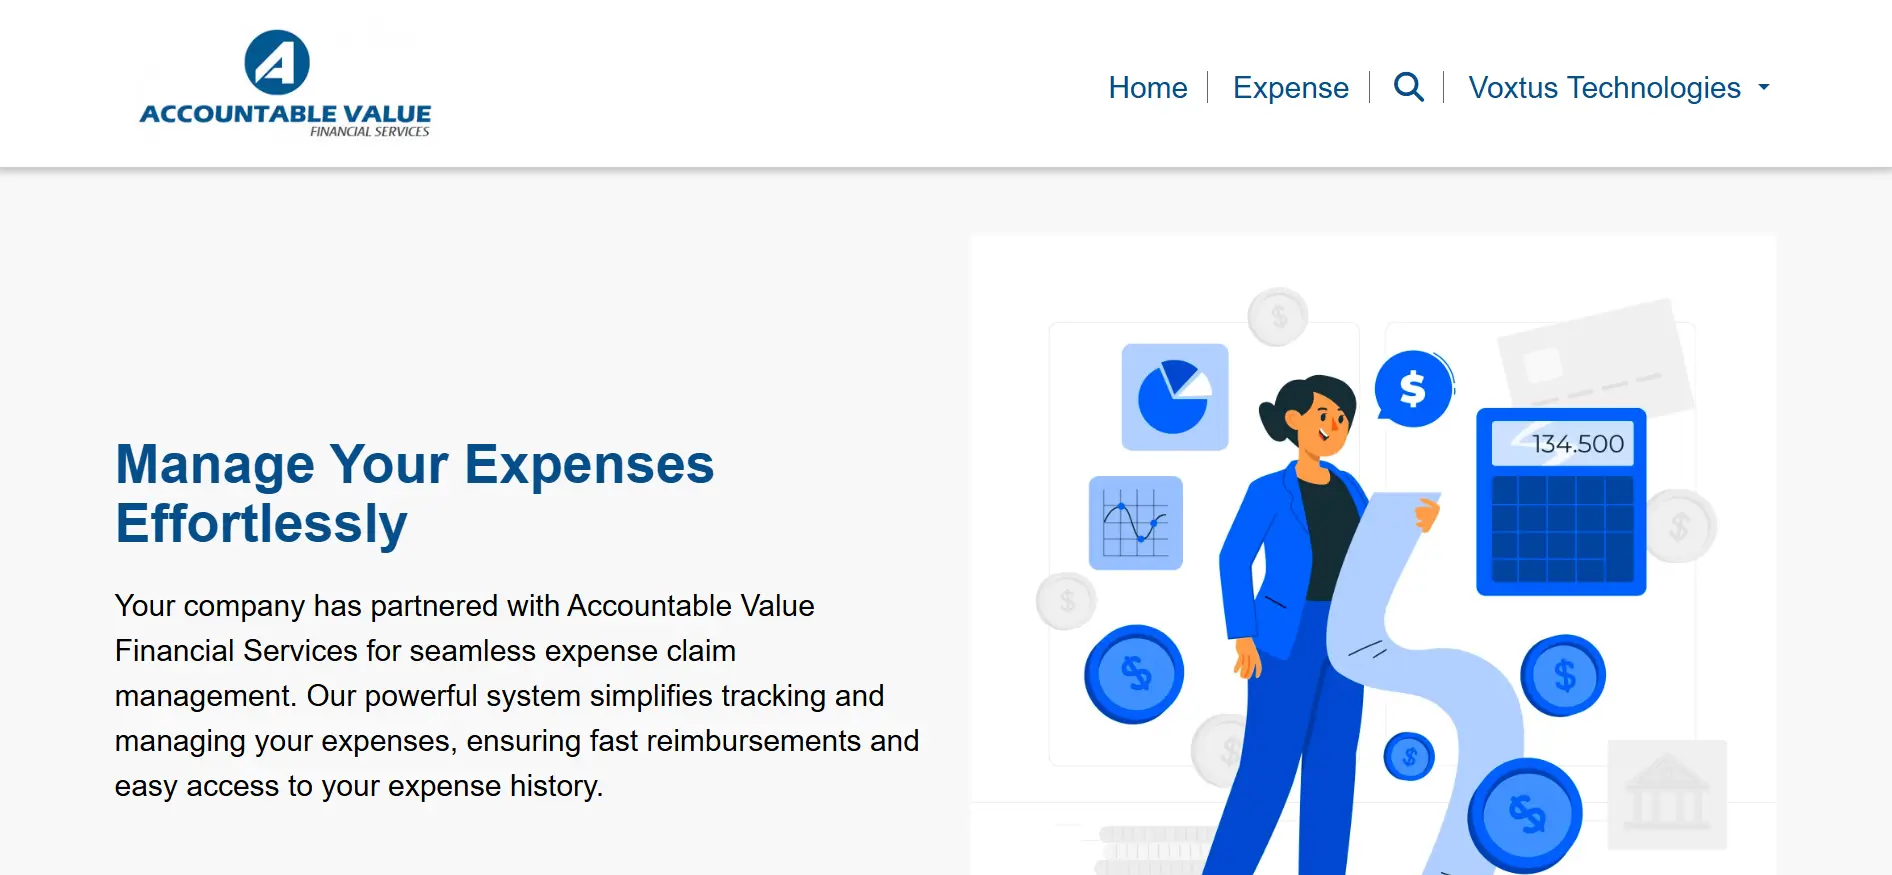 ACCOUNTABLE VALUE
FINANCIAL SERVICES
Home
Expense
Voxtus Technologies
Manage Your Expenses
Effortlessly
Your company has partnered with Accountable Value
Financial Services for seamless expense claim
management. Our powerful system simplifies tracking and
managing your expenses, ensuring fast reimbursements and
easy access to your expense history.
$
$
134.500
$
$
$
$
$
$
$